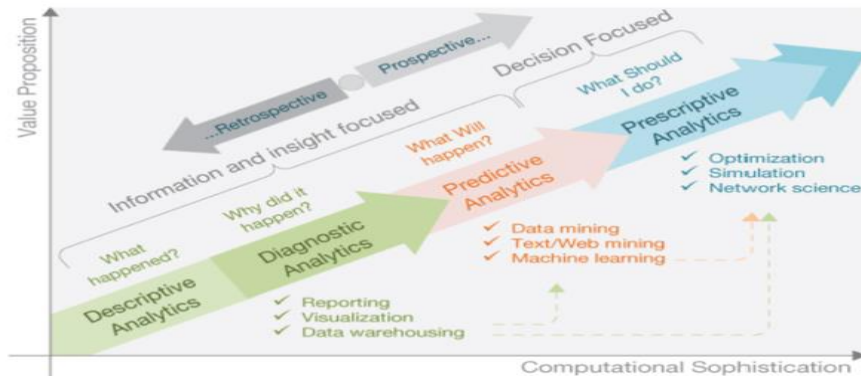 Value Proposition
...Retrospective
Prospective...
Information and insight focused
Decision Focused
What
happened?
Why did it
happen?
What Will
happen?
What Should
I do?
Descriptive
Analytics
Diagnostic
Analytics
Predictive
Analytics
Prescriptive
Analytics
✓ Reporting
✓ Visualization
✓ Data warehousing
✓ Data mining
✓ Text/Web mining
✓ Machine learning
✓ Optimization
✓ Simulation
✓ Network science
Computational Sophistication